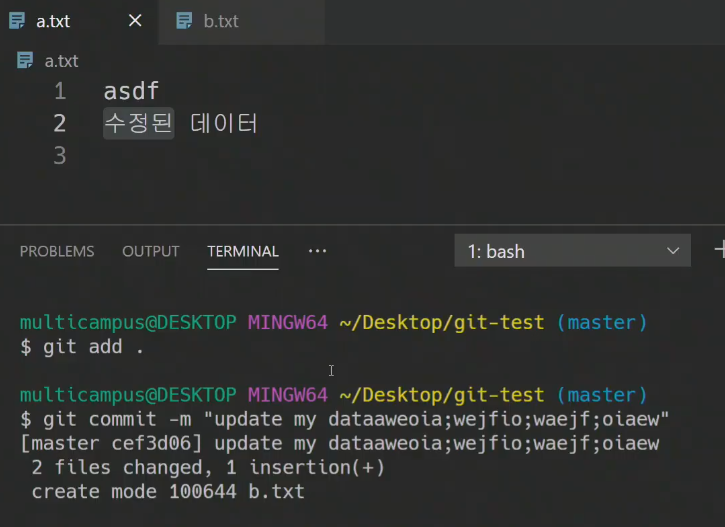 a.txt × b.txt
a.txt
1 asdf
2 수정된 데이터
3
PROBLEMS OUTPUT TERMINAL ··· 1: bash +
multicampus@DESKTOP MINGW64 ~/Desktop/git-test (master)
$ git add .
multicampus@DESKTOP MINGW64 ~/Desktop/git-test (master)
$ git commit -m "update my dataaweoia;wejfio;waejf;oiaew"
[master cef3d06] update my dataaweoia;wejfio;waejf;oiaew
2 files changed, 1 insertion(+)
create mode 100644 b.txt